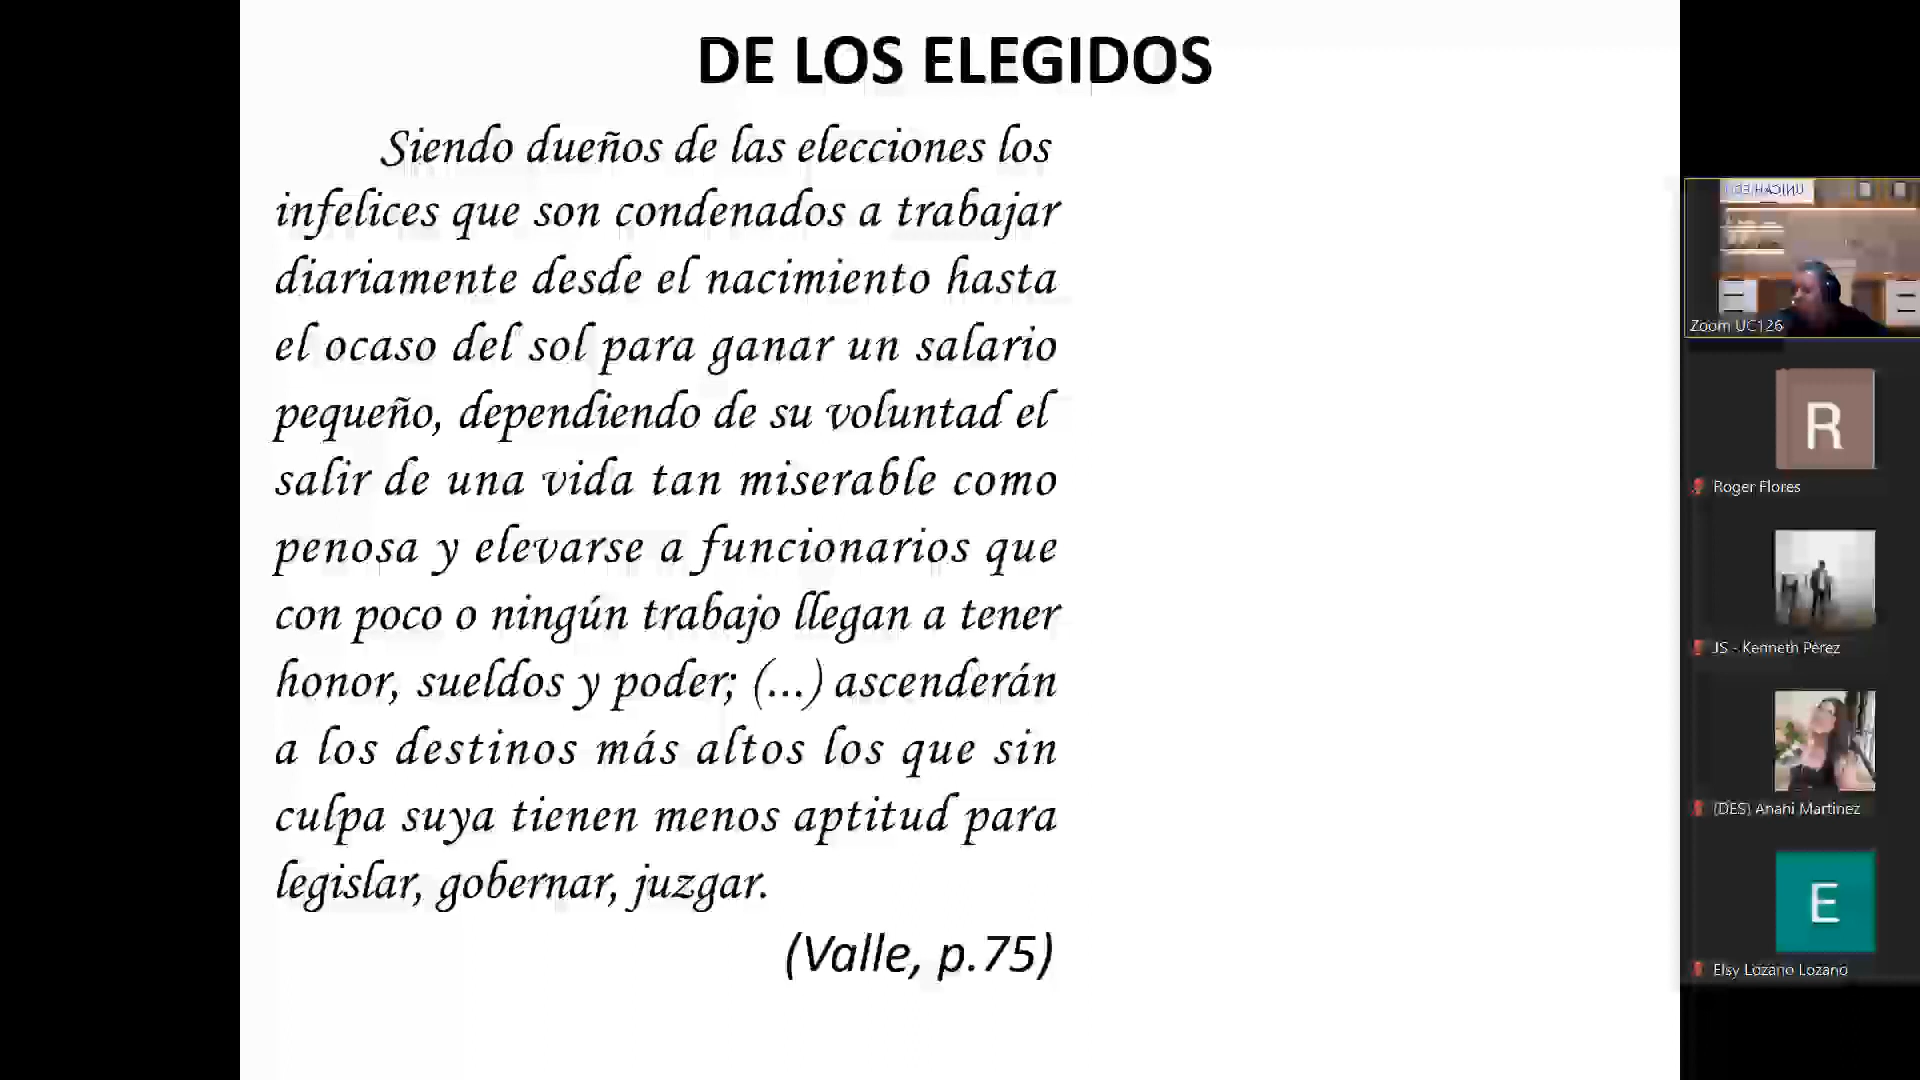 DE LOS ELEGIDOS
Siendo dueños de las elecciones los
infelices que son condenados a trabajar
diariamente desde el nacimiento hasta
el ocaso del sol para ganar un salario
pequeño, dependiendo de su voluntad el
salir de una vida tan miserable como
penosa y elevarse a funcionarios que
con poco o ningún trabajo llegan a tener
honor, sueldos y poder; (...) ascenderán
a los destinos más altos los que sin
culpa suya tienen menos aptitud para
legislar, gobernar, juzgar.
(Valle, p.75)
Zoom UC126
R
Roger Flores
JS - Kenneth Pérez
(DES) Anahi Martinez
E
Elsy Lozano Lozano